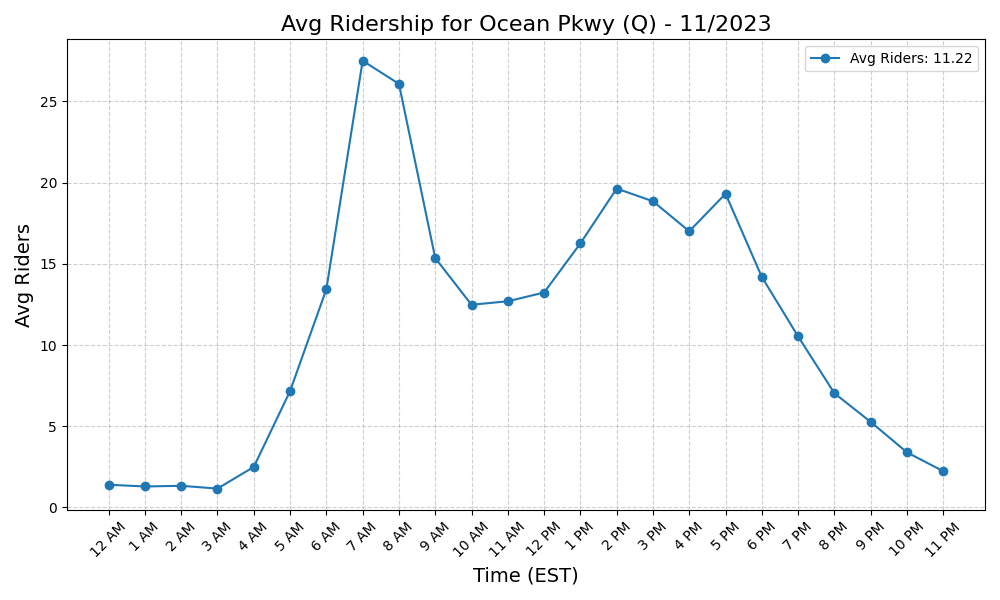 Avg Ridership for Ocean Pkwy (Q) - 11/2023
Avg Riders: 11.22
Avg Riders
25
20
15
10
5
0
12 AM
1 AM
2 AM
3 AM
4 AM
5 AM
6 AM
7 AM
8 AM
9 AM
10 AM
11 AM
12 PM
1 PM
2 PM
3 PM
4 PM
5 PM
6 PM
7 PM
8 PM
9 PM
10 PM
11 PM
Time (EST)